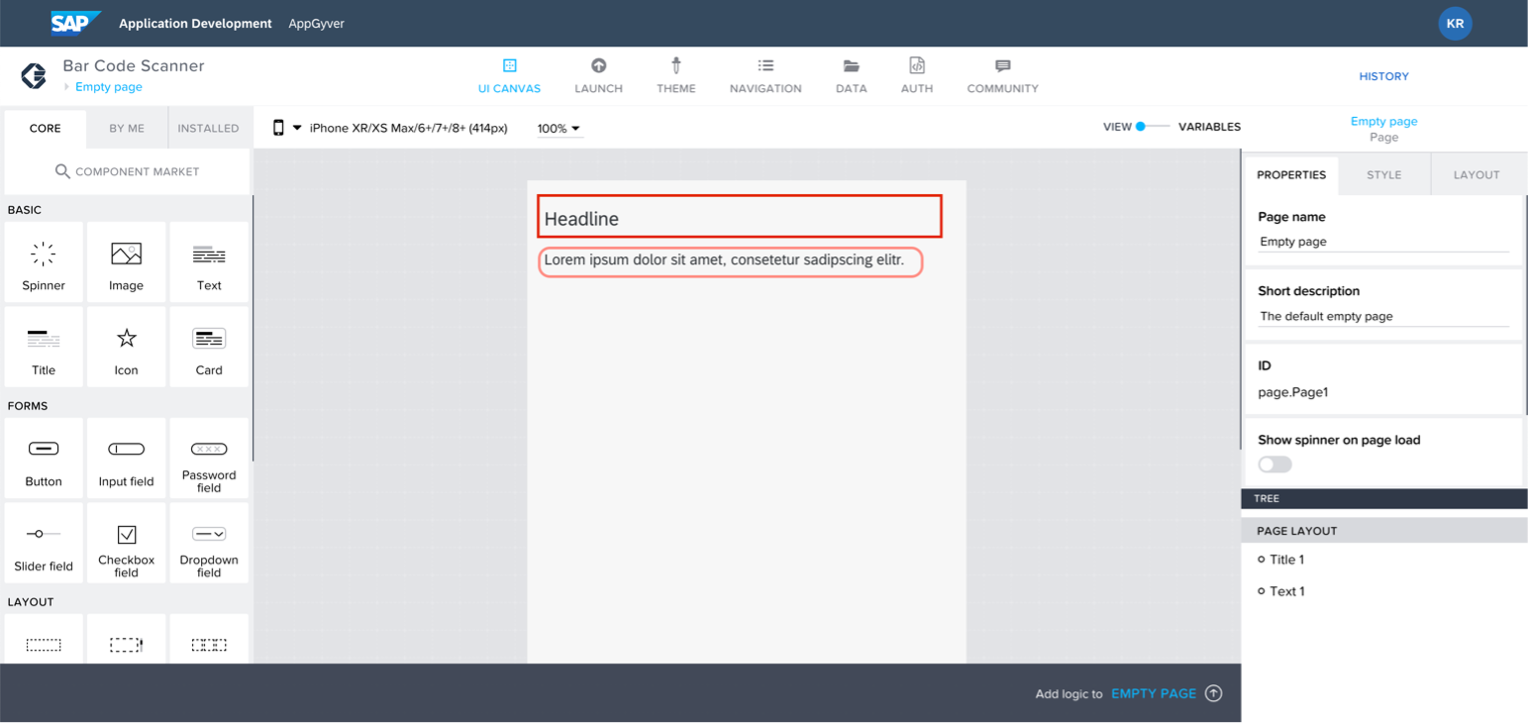 SAP Application Development AppGyver KR
Bar Code Scanner
Empty page
UI CANVAS LAUNCH THEME NAVIGATION DATA AUTH COMMUNITY
HISTORY
CORE BY ME INSTALLED
iPhone XR/XS Max/6+/7+/8+ (414px) 100%
VIEW VARIABLES
Empty page
Page
COMPONENT MARKET
PROPERTIES STYLE LAYOUT
BASIC
Spinner Image Text
Title Icon Card
FORMS
Button Input field Password field
Slider field Checkbox field Dropdown field
LAYOUT
Headline
Lorem ipsum dolor sit amet, consetetur sadipscing elitr.
Page name
Empty page
Short description
The default empty page
ID
page.Page1
Show spinner on page load
TREE
PAGE LAYOUT
Title 1
Text 1
Add logic to EMPTY PAGE